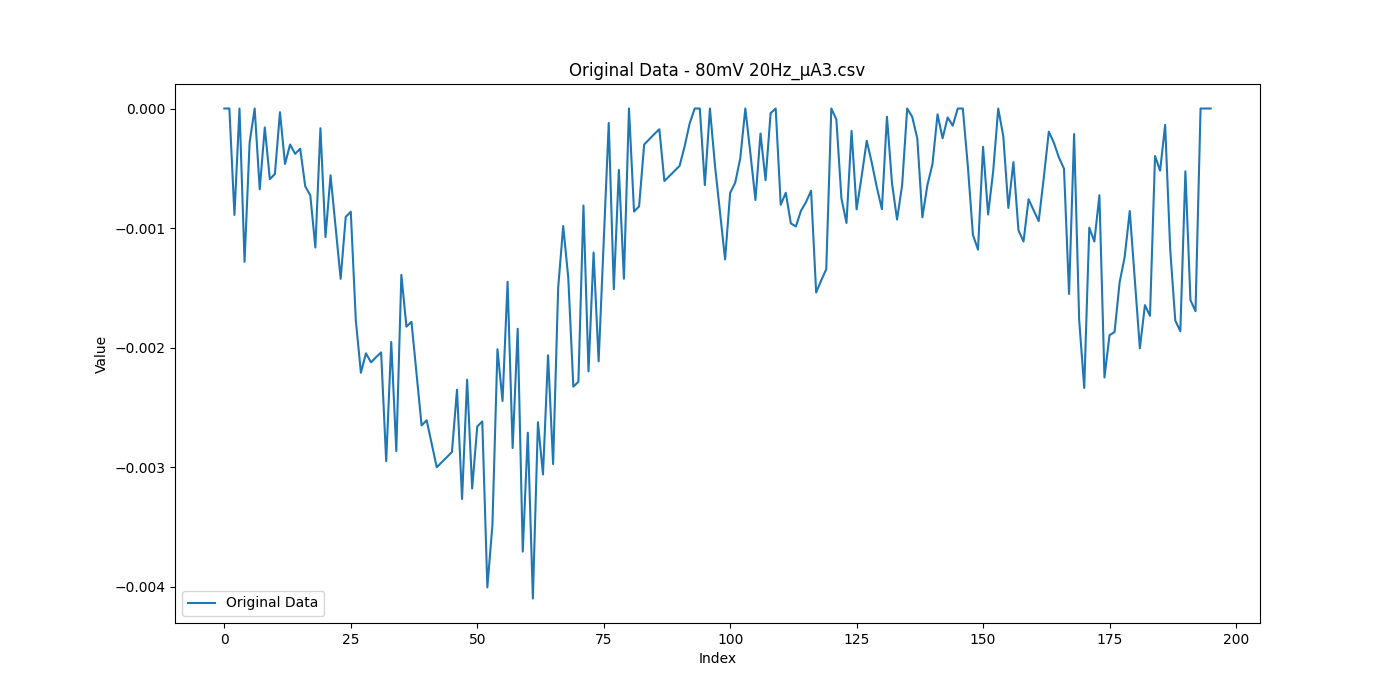 Original Data - 80mV 20Hz_μA3.csv
0.000
−0.001
−0.002
−0.003
−0.004
Value
Original Data
0 25 50 75 100 125 150 175 200
Index